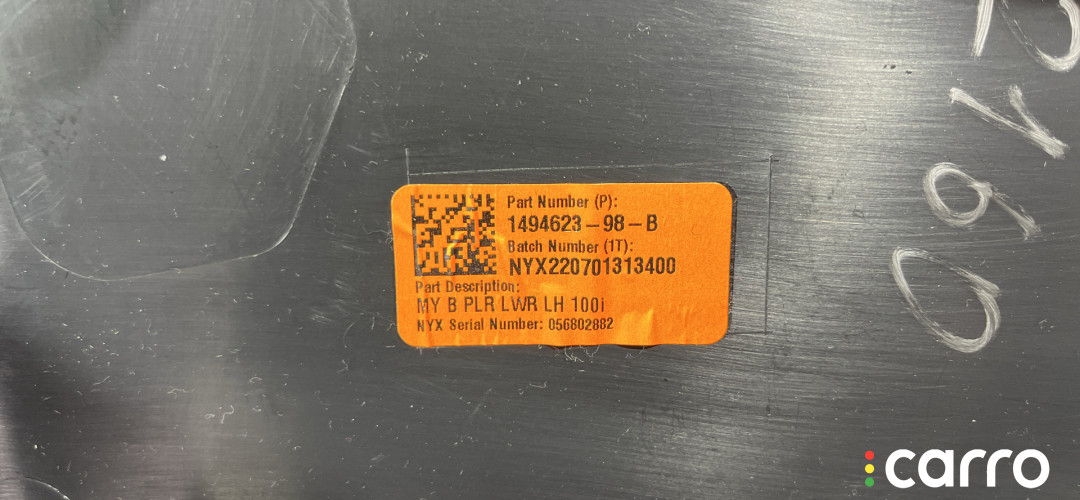 Part Number (P):
1494623-98-B
Batch Number (1T):
NYX220701313400
Part Description:
MY B PLR LWR LH 100i
NYX Serial Number: 056802882
carro